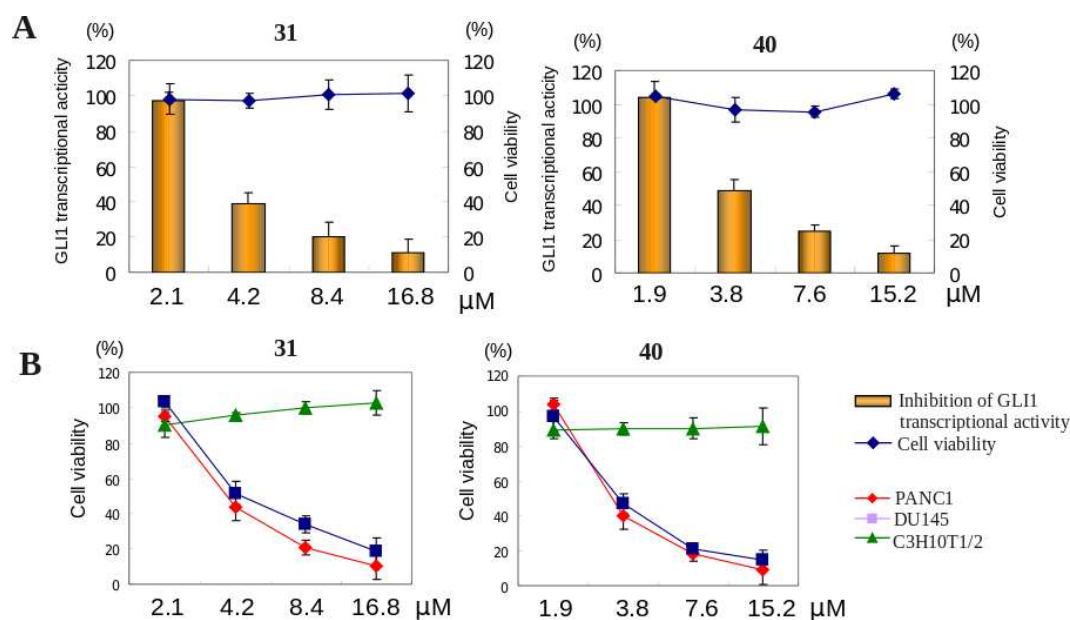 A
31
(%)
(%)
GLI1 transcriptional acticity
120
100
80
60
40
20
0
120
100
80
60
40
20
0
Cell viability
2.1 4.2 8.4 16.8 µM
40
(%)
(%)
GLI1 transcriptional activity
120
100
80
60
40
20
0
120
100
80
60
40
20
0
Cell viability
1.9 3.8 7.6 15.2 µM
B
31
(%)
Cell viability
120
100
80
60
40
20
0
2.1 4.2 8.4 16.8 µM
40
(%)
Cell viability
120
100
80
60
40
20
0
1.9 3.8 7.6 15.2 µM
Inhibition of GLI1
transcriptional activity
Cell viability
PANC1
DU145
C3H10T1/2